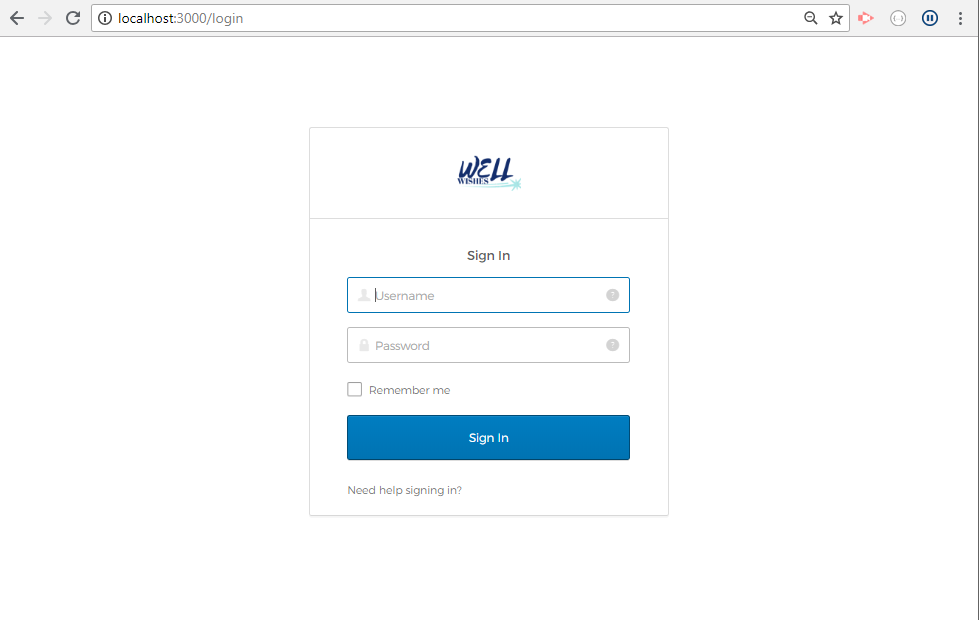 localhost:3000/login
WELL
WISHES
Sign In
Username
Password
Remember me
Sign In
Need help signing in?